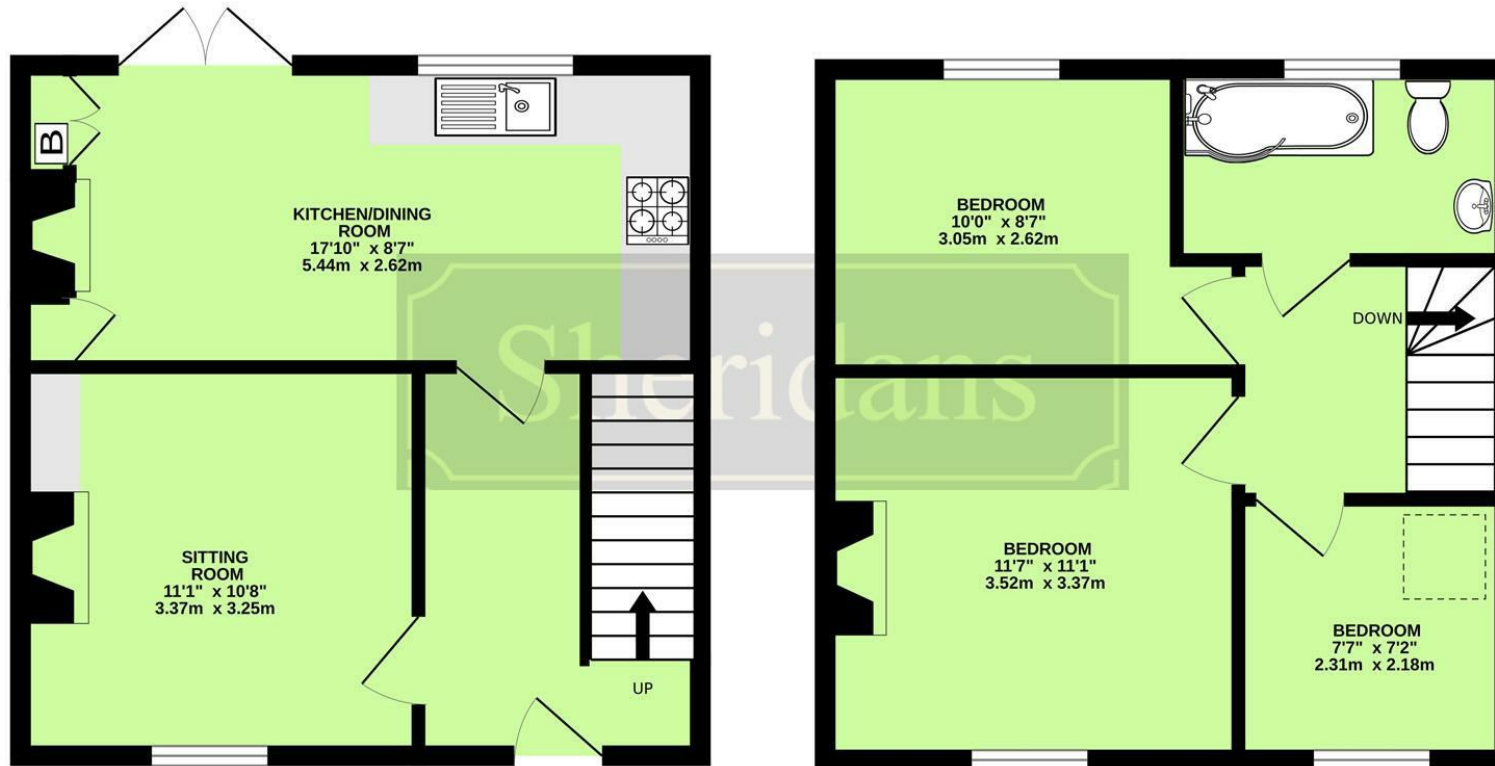 B
KITCHEN/DINING
ROOM
17'10" x 8'7"
5.44m x 2.62m
SITTING
ROOM
11'1" x 10'8"
3.37m x 3.25m
UP
BEDROOM
10'0" x 8'7"
3.05m x 2.62m
DOWN
BEDROOM
11'7" x 11'1"
3.52m x 3.37m
BEDROOM
7'7" x 7'2"
2.31m x 2.18m
Sheridans